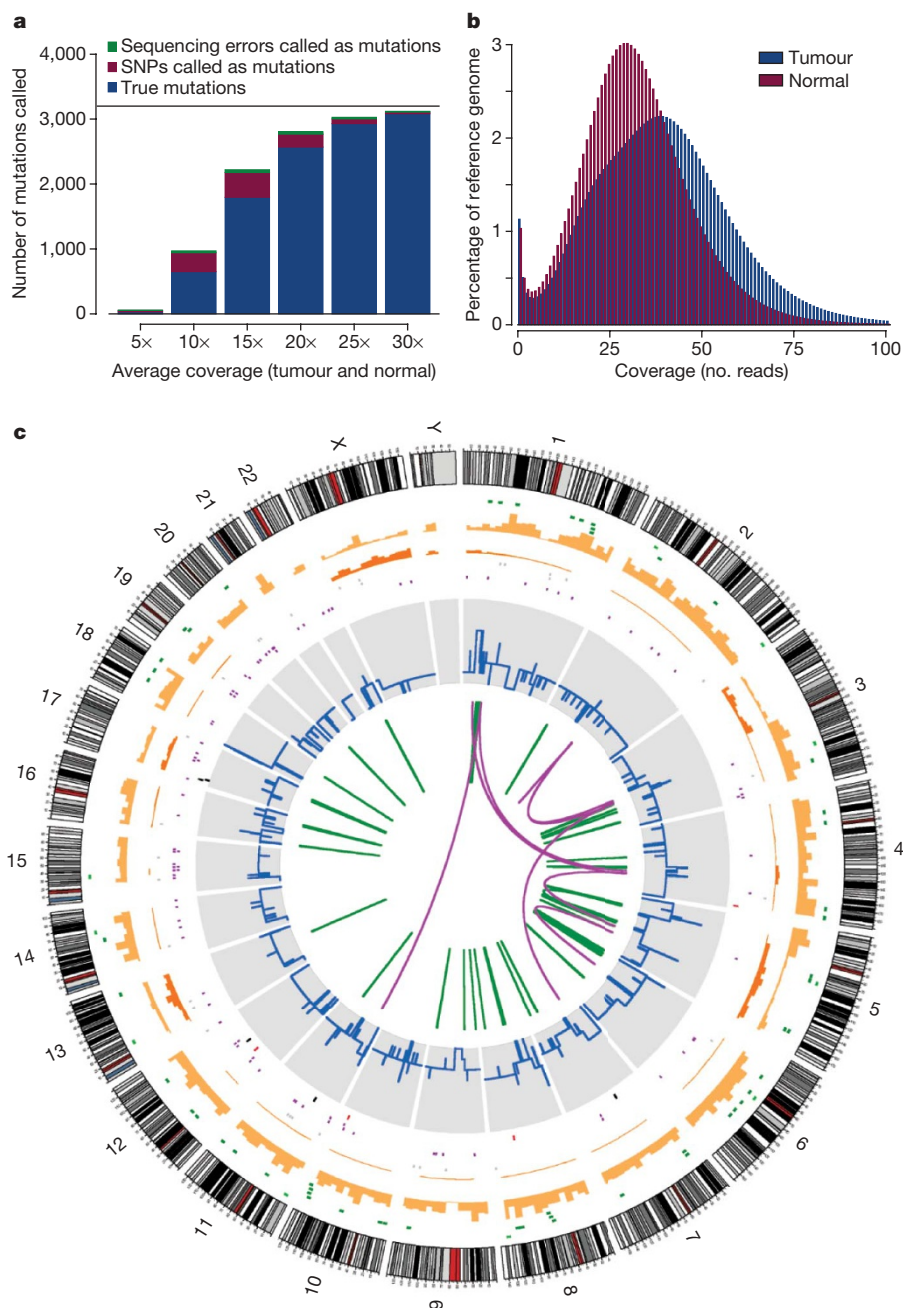 a
4,000
3,000
2,000
1,000
0
Number of mutations called
Sequencing errors called as mutations
SNPs called as mutations
True mutations
5× 10× 15× 20× 25× 30×
Average coverage (tumour and normal)
b
3
2
1
0
Percentage of reference genome
Tumour
Normal
0 25 50 75 100
Coverage (no. reads)
c
1
2
3
4
5
6
7
8
9
10
11
12
13
14
15
16
17
18
19
20
21
22
X
Y